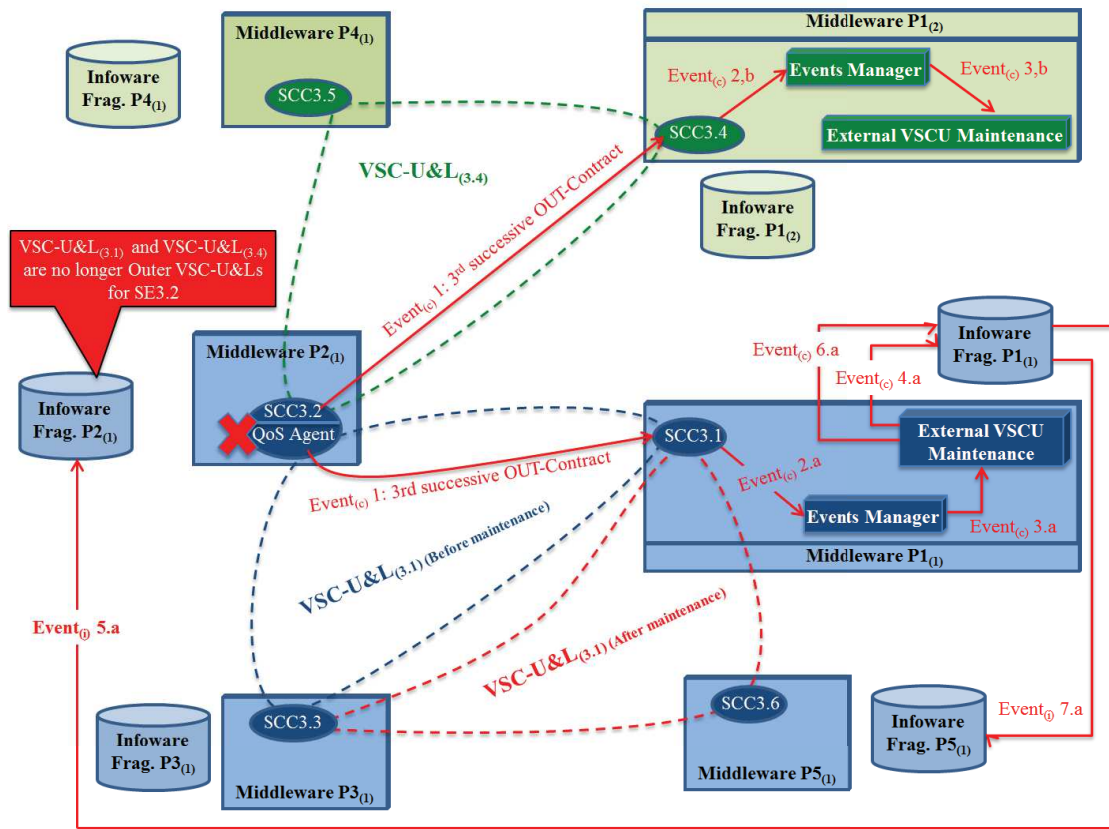 Middleware P4(1)
Middleware P1(2)
Infoware
Frag. P4(1)
SCC3.5
Event(c) 2,b
Events Manager
Event(c) 3,b
SCC3.4
External VSCU Maintenance
VSC-U&L(3.4)
Infoware
Frag. P1(2)
Event(c) 1: 3rd successive OUT-Contract
VSC-U&L(3.1) and VSC-U&L(3.4)
are no longer Outer VSC-U&Ls
for SE3.2
Middleware P2(1)
Infoware
Frag. P2(1)
SCC3.2
QoS Agent
Event(c) 6.a
Event(c) 4.a
Infoware
Frag. P1(1)
SCC3.1
External VSCU
Maintenance
Event(c) 1: 3rd successive OUT-Contract
Event(c) 2.a
Events Manager
Event(c) 3.a
Middleware P1(1)
VSC-U&L(3.1) (Before maintenance)
Event(i) 5.a
VSC-U&L(3.1) (After maintenance)
Infoware
Frag. P3(1)
SCC3.3
Middleware P3(1)
SCC3.6
Middleware P5(1)
Infoware
Frag. P5(1)
Event(i) 7.a